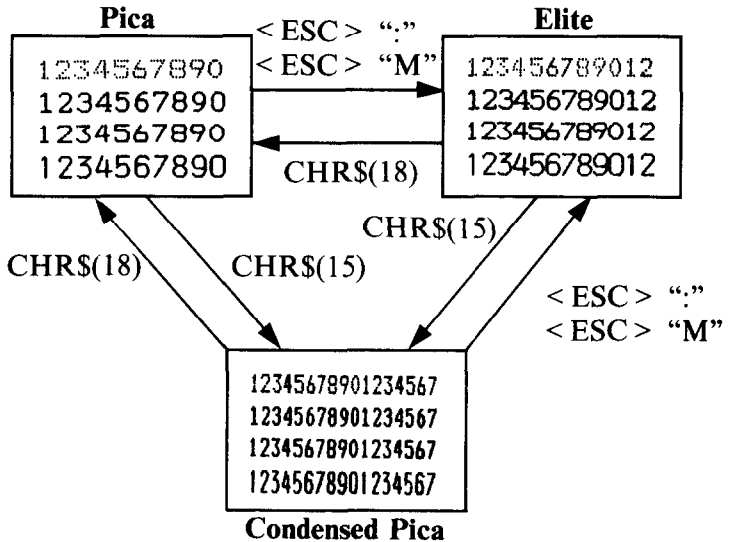 Pica
<ESC> “:”
<ESC> “M”
Elite
1234567890
1234567890
1234567890
1234567890
123456789012
123456789012
123456789012
123456789012
CHR$(18)
CHR$(15)
CHR$(18)
CHR$(15)
<ESC> “:”
<ESC> “M”
12345678901234567
12345678901234567
12345678901234567
12345678901234567
Condensed Pica